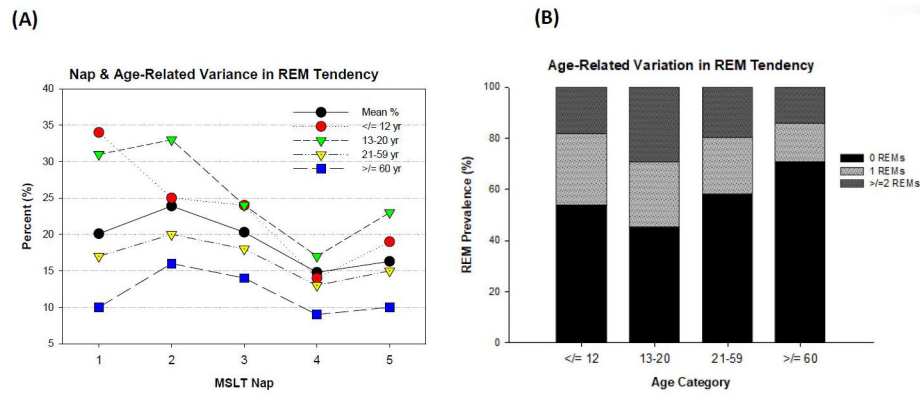 (A)
Nap & Age-Related Variance in REM Tendency
40
35
30
25
20
15
10
5
Percent (%)
1 2 3 4 5
MSLT Nap
Mean %
</= 12 yr
13-20 yr
21-59 yr
>/= 60 yr
(B)
Age-Related Variation in REM Tendency
100
80
60
40
20
0
REM Prevalence (%)
</= 12 13-20 21-59 >/= 60
Age Category
0 REMs
1 REMs
>/=2 REMs